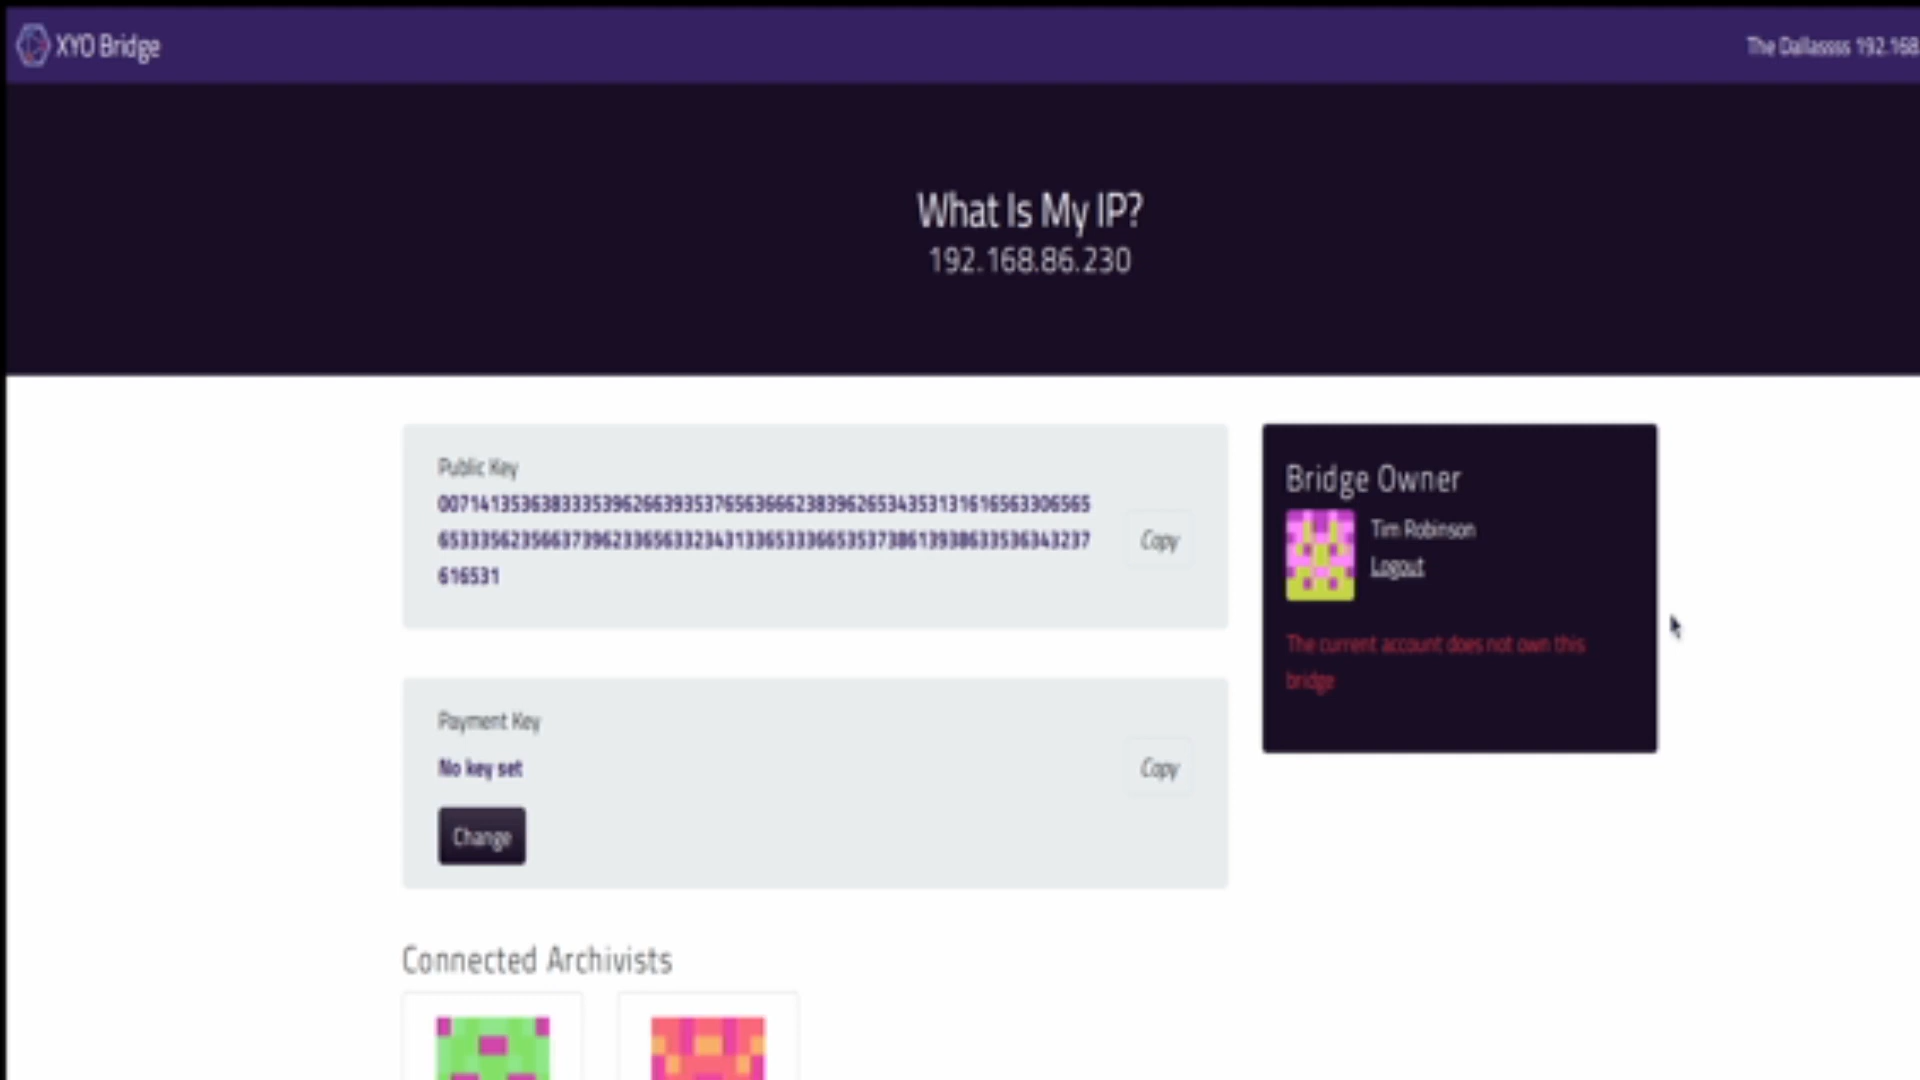 XYO Bridge
The Dallassss 192.168.
What Is My IP?
192.168.86.230
Public Key
0071413536383335396266393537656366623839626534353131616563306565
6533356235663739623365633234313365333665353738613938633536343237
616531
Copy
Payment Key
No key set
Copy
Change
Bridge Owner
Tim Robinson
Logout
The current account does not own this
bridge
Connected Archivists